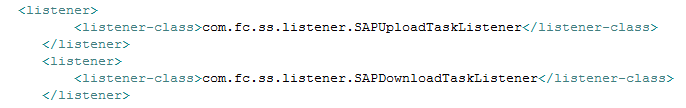 <listener>
<listener-class>com.fc.ss.listener.SAPUploadTaskListener</listener-class>
</listener>
<listener>
<listener-class>com.fc.ss.listener.SAPDownloadTaskListener</listener-class>
</listener>